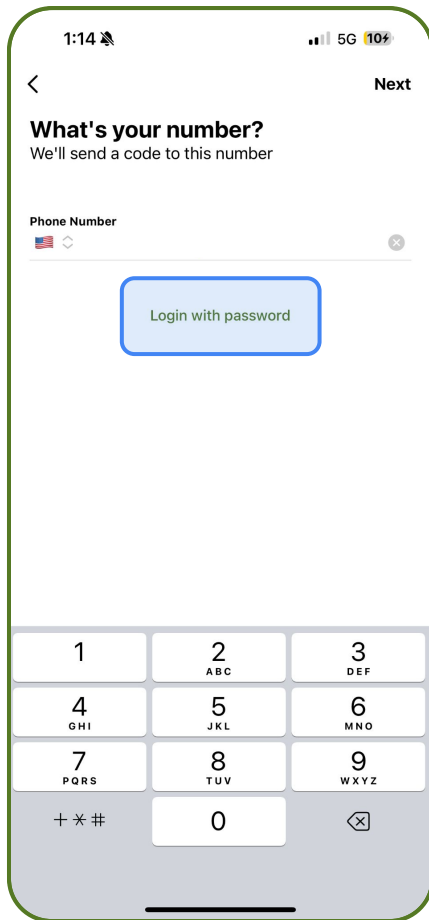 1:14 5G 10
Next
What's your number?
We'll send a code to this number
Phone Number
Login with password
1 2 3
ABC DEF
4 5 6
GHI JKL MNO
7 8 9
PQRS TUV WXYZ
+*# 0